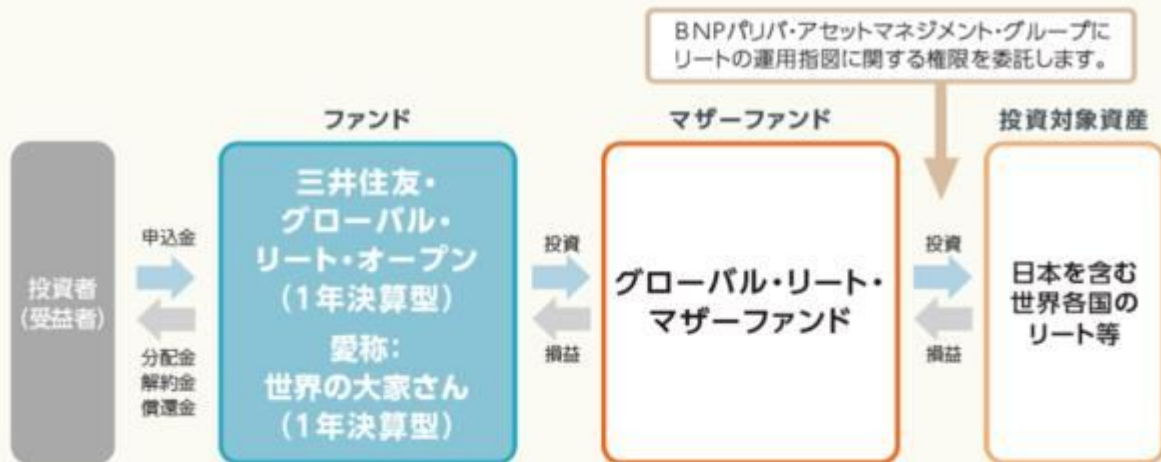 BNPパリバ・アセットマネジメント・グループに
リートの運用指図に関する権限を委託します。
ファンド
マザーファンド
投資対象資産
投資者
(受益者)
申込金
分配金
解約金
償還金
三井住友・
グローバル・
リート・オープン
(1年決算型)
愛称:
世界の大家さん
(1年決算型)
投資
損益
グローバル・リート・
マザーファンド
投資
損益
日本を含む
世界各国の
リート等